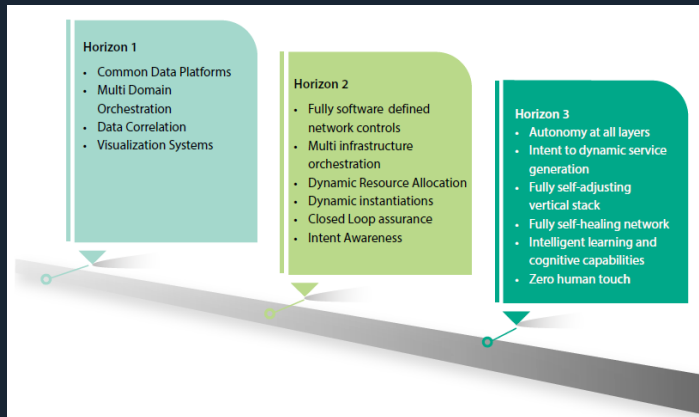 Horizon 1
• Common Data Platforms
• Multi Domain
Orchestration
• Data Correlation
• Visualization Systems
Horizon 2
• Fully software defined
network controls
• Multi infrastructure
orchestration
• Dynamic Resource Allocation
• Dynamic instantiations
• Closed Loop assurance
• Intent Awareness
Horizon 3
• Autonomy at all layers
• Intent to dynamic service
generation
• Fully self-adjusting
vertical stack
• Fully self-healing network
• Intelligent learning and
cognitive capabilities
• Zero human touch